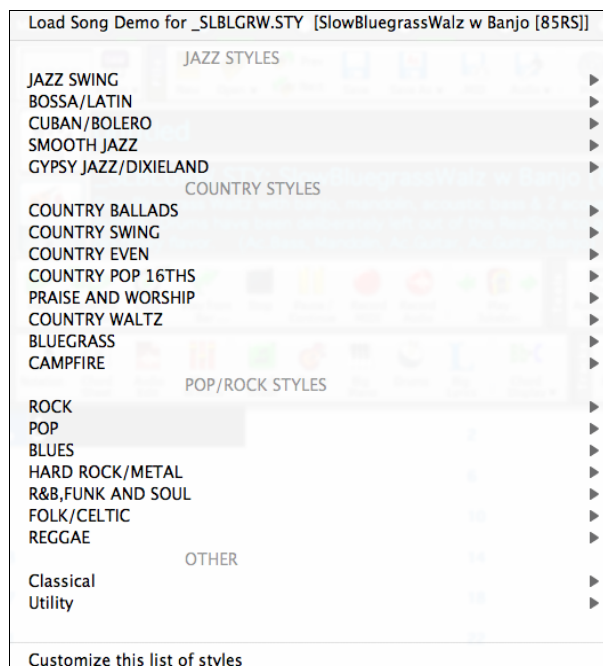 Load Song Demo for _SLBLGRW.STY [SlowBluegrassWalz w Banjo [85RS]]
JAZZ STYLES
JAZZ SWING
BOSSA/LATIN
CUBAN/BOLERO
SMOOTH JAZZ
GYPSY JAZZ/DIXIELAND
COUNTRY STYLES
COUNTRY BALLADS
COUNTRY SWING
COUNTRY EVEN
COUNTRY POP 16THS
PRAISE AND WORSHIP
COUNTRY WALTZ
BLUEGRASS
CAMPFIRE
POP/ROCK STYLES
ROCK
POP
BLUES
HARD ROCK/METAL
R&B,FUNK AND SOUL
FOLK/CELTIC
REGGAE
OTHER
Classical
Utility
Customize this list of styles